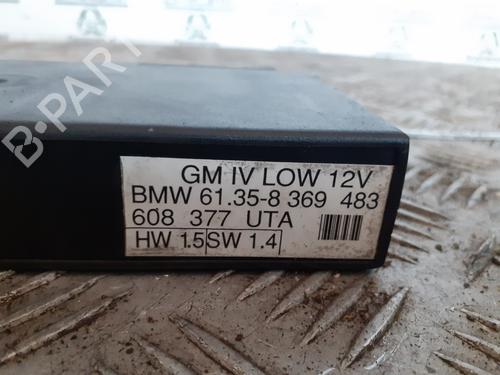 B-PARTS
GM IV LOW 12V
BMW 61.35-8 369 483
608 377 UTA
HW 1.5 SW 1.4